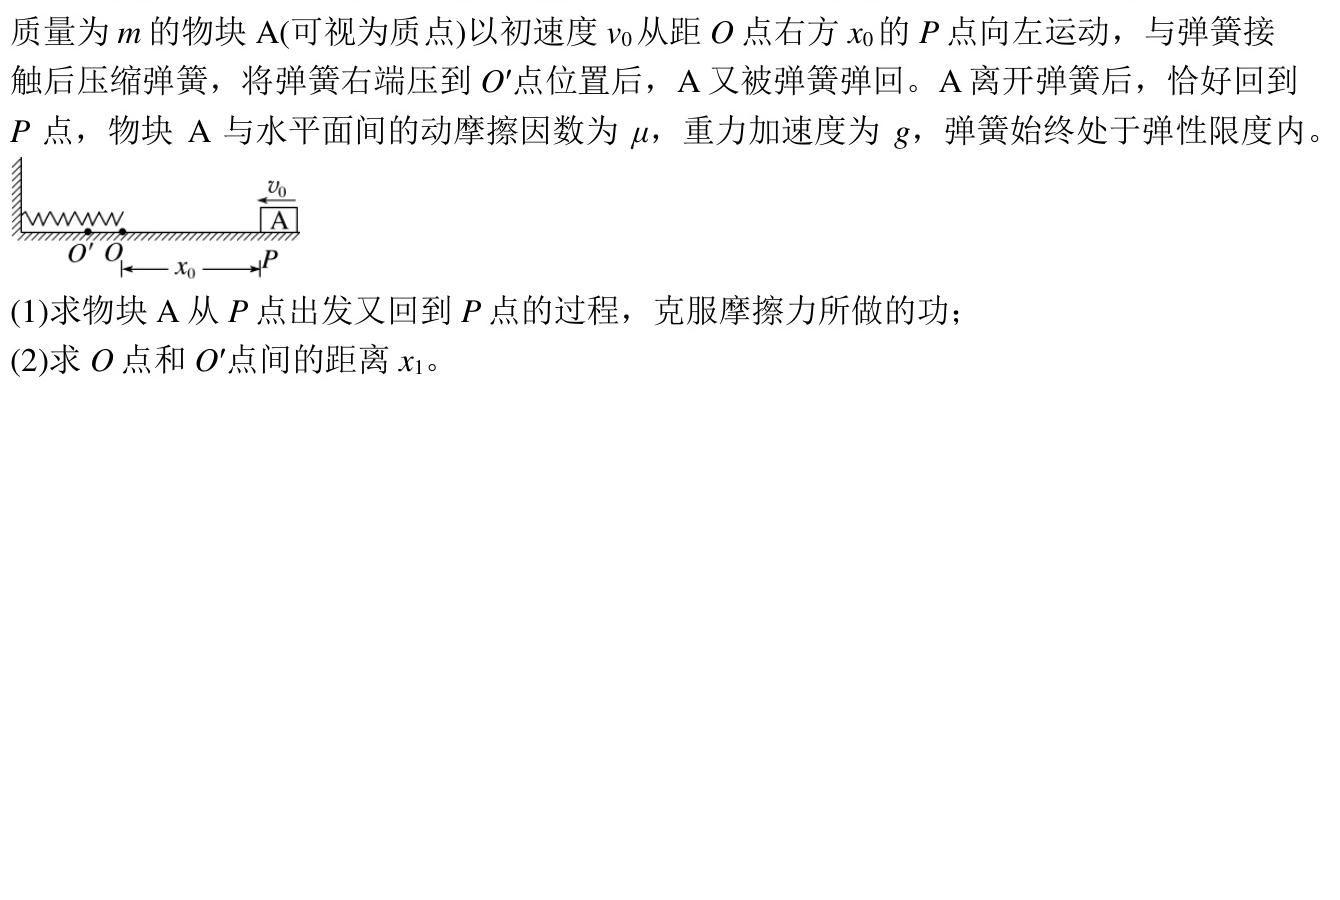 质量为 m 的物块 A(可视为质点)以初速度 v₀从距 O 点右方 x₀的 P 点向左运动，与弹簧接
触后压缩弹簧，将弹簧右端压到 O′点位置后，A 又被弹簧弹回。A 离开弹簧后，恰好回到
P 点，物块 A 与水平面间的动摩擦因数为 μ，重力加速度为 g，弹簧始终处于弹性限度内。
v₀
A
O′ O
x₀
P
(1)求物块 A 从 P 点出发又回到 P 点的过程，克服摩擦力所做的功；
(2)求 O 点和 O′点间的距离 x₁。